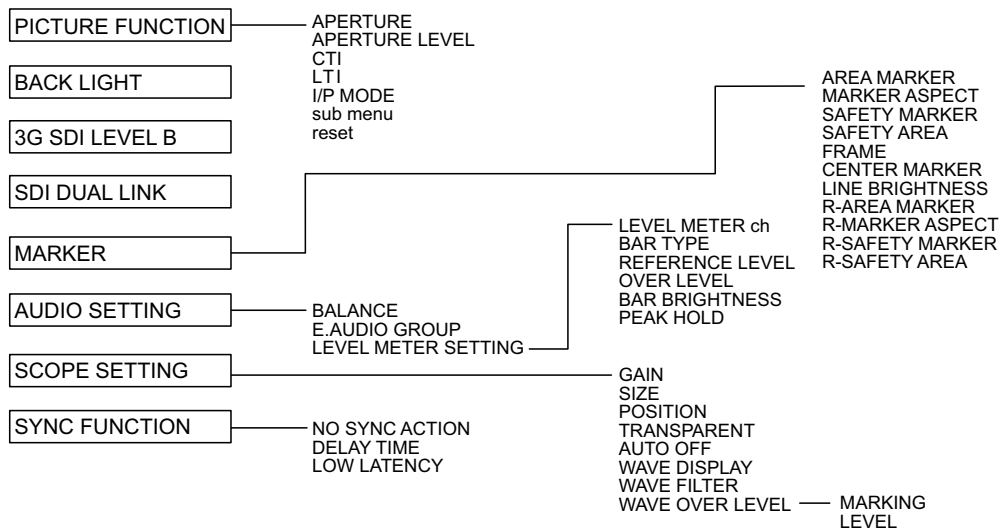 PICTURE FUNCTION
APERTURE
APERTURE LEVEL
CTI
LTI
I/P MODE
sub menu
reset
BACK LIGHT
3G SDI LEVEL B
SDI DUAL LINK
MARKER
AREA MARKER
MARKER ASPECT
SAFETY MARKER
SAFETY AREA
FRAME
CENTER MARKER
LINE BRIGHTNESS
R-AREA MARKER
R-MARKER ASPECT
R-SAFETY MARKER
R-SAFETY AREA
AUDIO SETTING
BALANCE
E.AUDIO GROUP
LEVEL METER SETTING
LEVEL METER ch
BAR TYPE
REFERENCE LEVEL
OVER LEVEL
BAR BRIGHTNESS
PEAK HOLD
SCOPE SETTING
GAIN
SIZE
POSITION
TRANSPARENT
AUTO OFF
WAVE DISPLAY
WAVE FILTER
WAVE OVER LEVEL
MARKING
LEVEL
SYNC FUNCTION
NO SYNC ACTION
DELAY TIME
LOW LATENCY